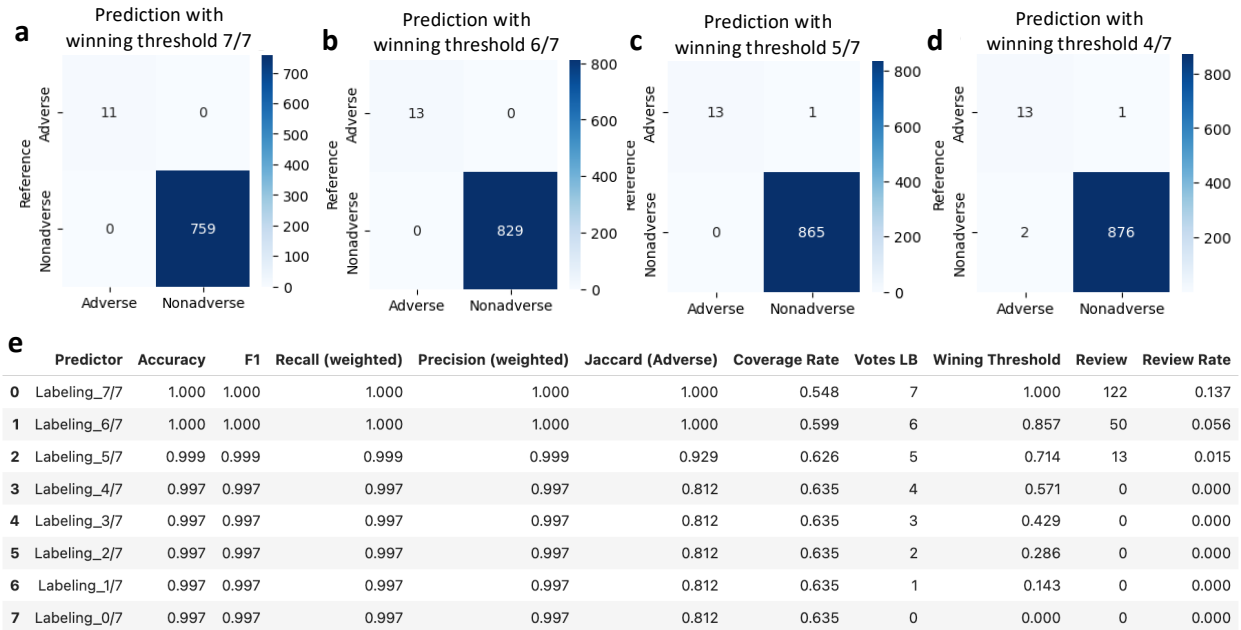 a
Prediction with
winning threshold 7/7
Reference
Adverse
Nonadverse
11
0
0
759
Adverse
Nonadverse
700
600
500
400
300
200
100
0
b
Prediction with
winning threshold 6/7
Reference
Adverse
Nonadverse
13
0
0
829
Adverse
Nonadverse
800
600
400
200
0
c
Prediction with
winning threshold 5/7
Reference
Adverse
Nonadverse
13
1
0
865
Adverse
Nonadverse
800
600
400
200
0
d
Prediction with
winning threshold 4/7
Reference
Adverse
Nonadverse
13
1
2
876
Adverse
Nonadverse
800
600
400
200
e
Predictor Accuracy F1 Recall (weighted) Precision (weighted) Jaccard (Adverse) Coverage Rate Votes LB Wining Threshold Review Review Rate
0 Labeling_7/7 1.000 1.000 1.000 1.000 1.000 0.548 7 1.000 122 0.137
1 Labeling_6/7 1.000 1.000 1.000 1.000 1.000 0.599 6 0.857 50 0.056
2 Labeling_5/7 0.999 0.999 0.999 0.999 0.929 0.626 5 0.714 13 0.015
3 Labeling_4/7 0.997 0.997 0.997 0.997 0.812 0.635 4 0.571 0 0.000
4 Labeling_3/7 0.997 0.997 0.997 0.997 0.812 0.635 3 0.429 0 0.000
5 Labeling_2/7 0.997 0.997 0.997 0.997 0.812 0.635 2 0.286 0 0.000
6 Labeling_1/7 0.997 0.997 0.997 0.997 0.812 0.635 1 0.143 0 0.000
7 Labeling_0/7 0.997 0.997 0.997 0.997 0.812 0.635 0 0.000 0 0.000